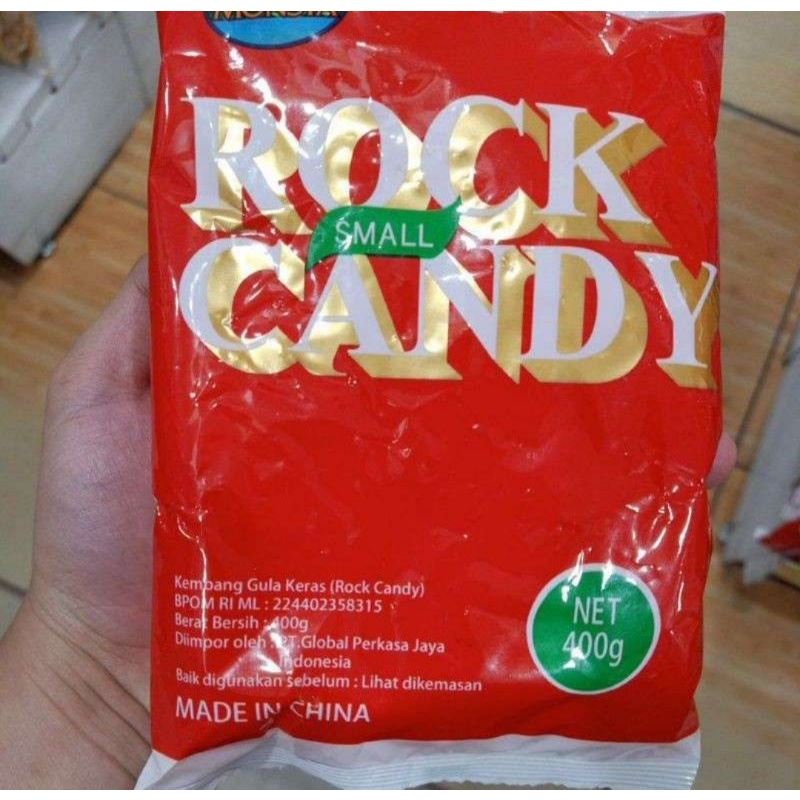 ROCK
SMALL
CANDY
Kembang Gula Keras (Rock Candy)
BPOM RI ML : 224402358315
Berat Bersih : 400g
Diimpor oleh : PT.Global Perkasa Jaya
Indonesia
Baik digunakan sebelum : Lihat dikemasan
MADE IN CHINA
NET
400g